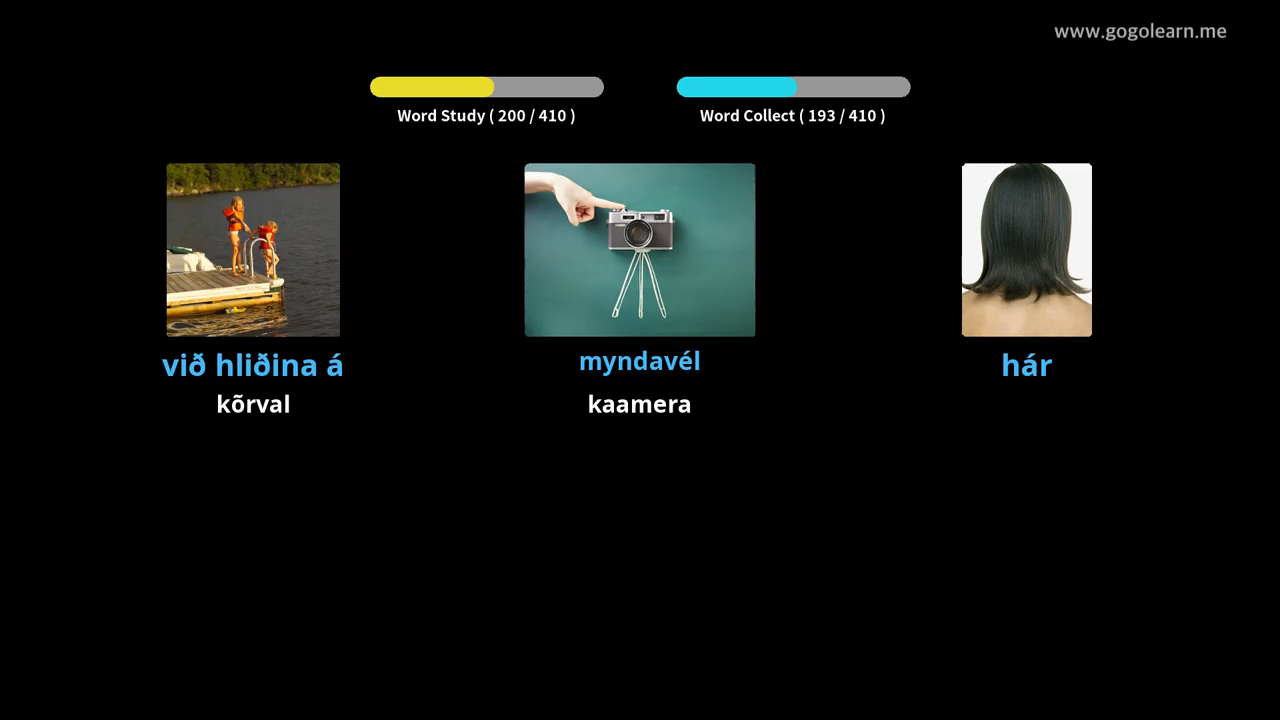 www.gogolearn.me
Word Study ( 200 / 410 )
Word Collect ( 193 / 410 )
við hliðina á
kõrval
myndavél
kaamera
hár